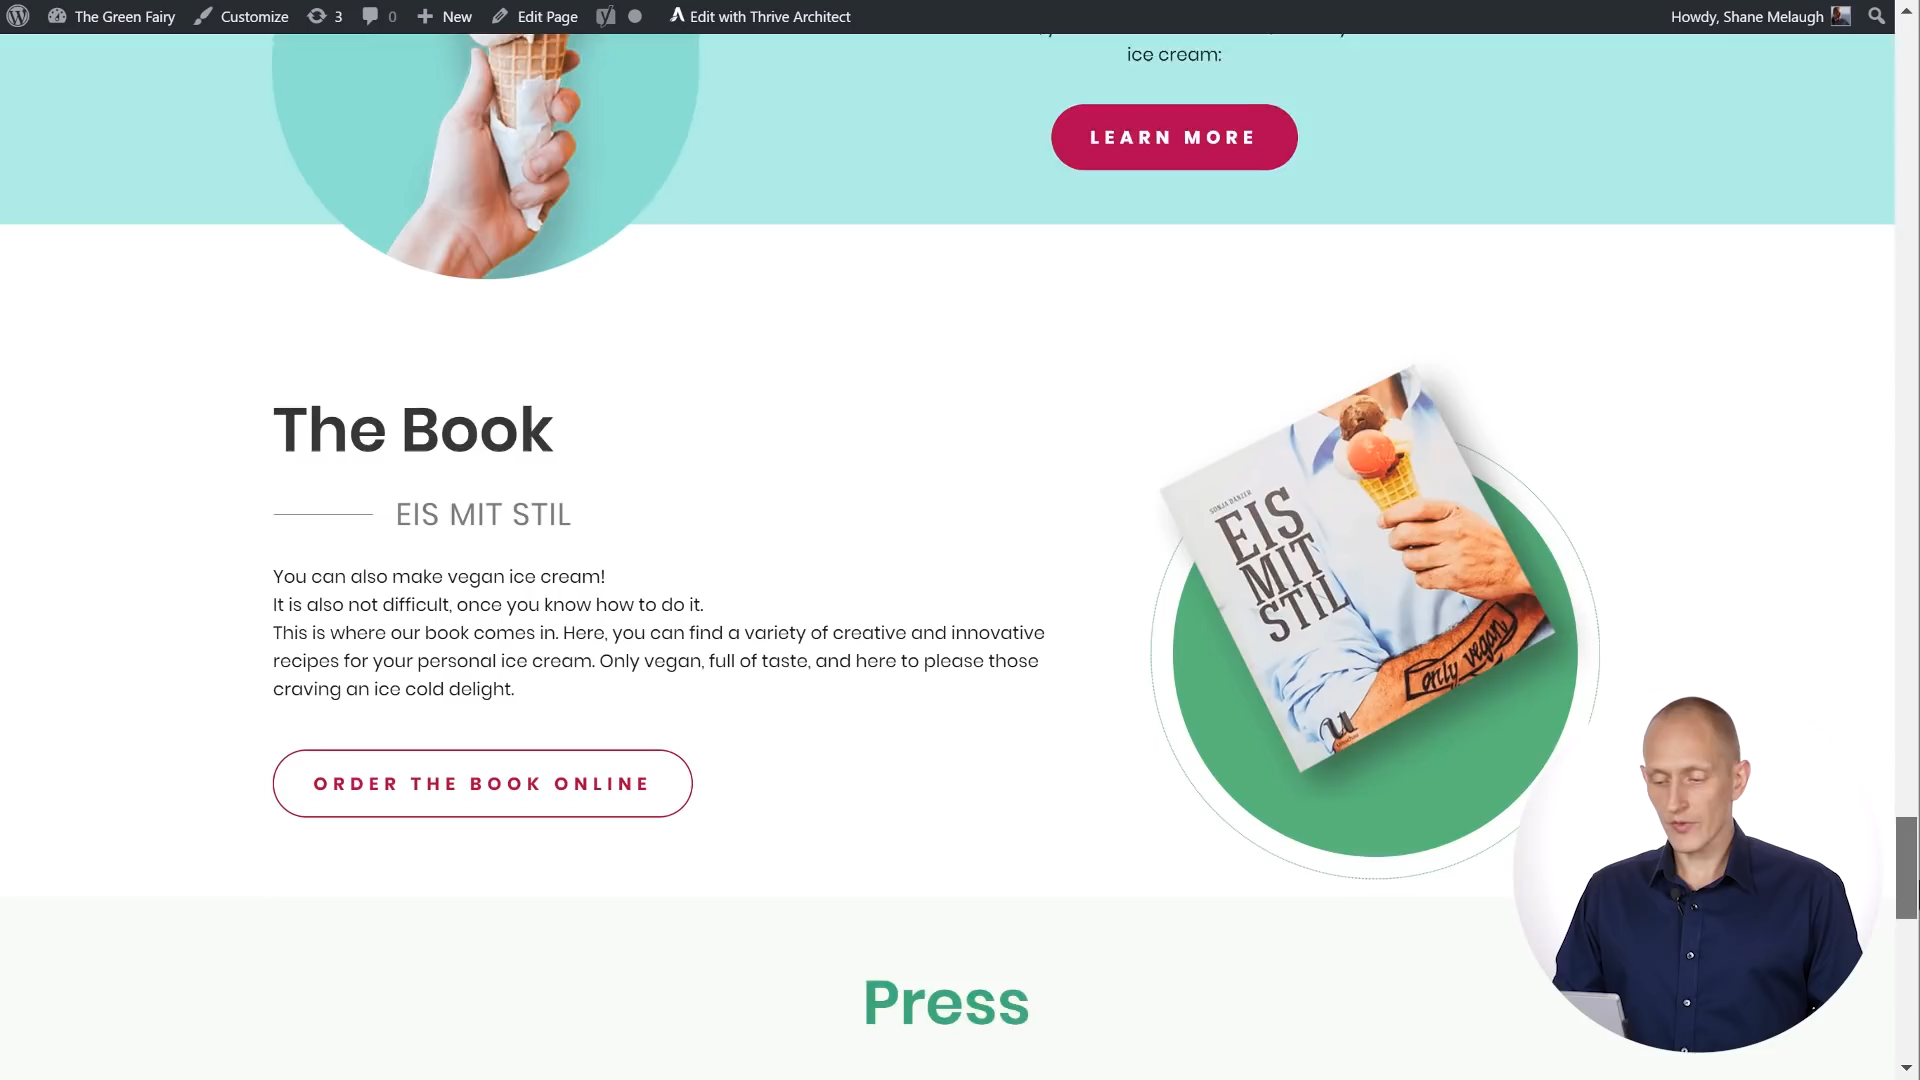 The Green Fairy Customize 3 0 New Edit Page Edit with Thrive Architect Howdy, Shane Melaugh
ice cream:
LEARN MORE
The Book
EIS MIT STIL
You can also make vegan ice cream!
It is also not difficult, once you know how to do it.
This is where our book comes in. Here, you can find a variety of creative and innovative
recipes for your personal ice cream. Only vegan, full of taste, and here to please those
craving an ice cold delight.
ORDER THE BOOK ONLINE
SONJA DANZER
EIS
MIT
STIL
only vegan
Press